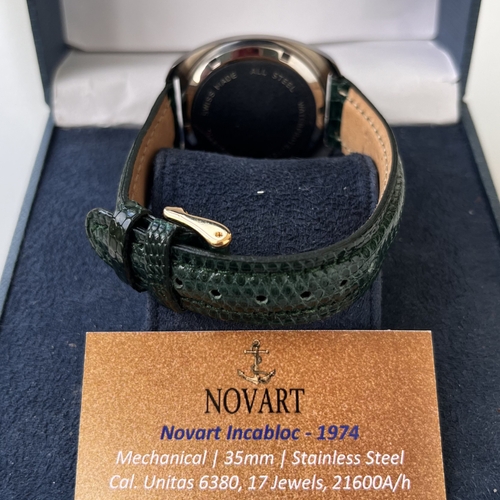 ALL STEEL
NOVART
Novart Incabloc - 1974
Mechanical | 35mm | Stainless Steel
Cal. Unitas 6380, 17 Jewels, 21600A/h